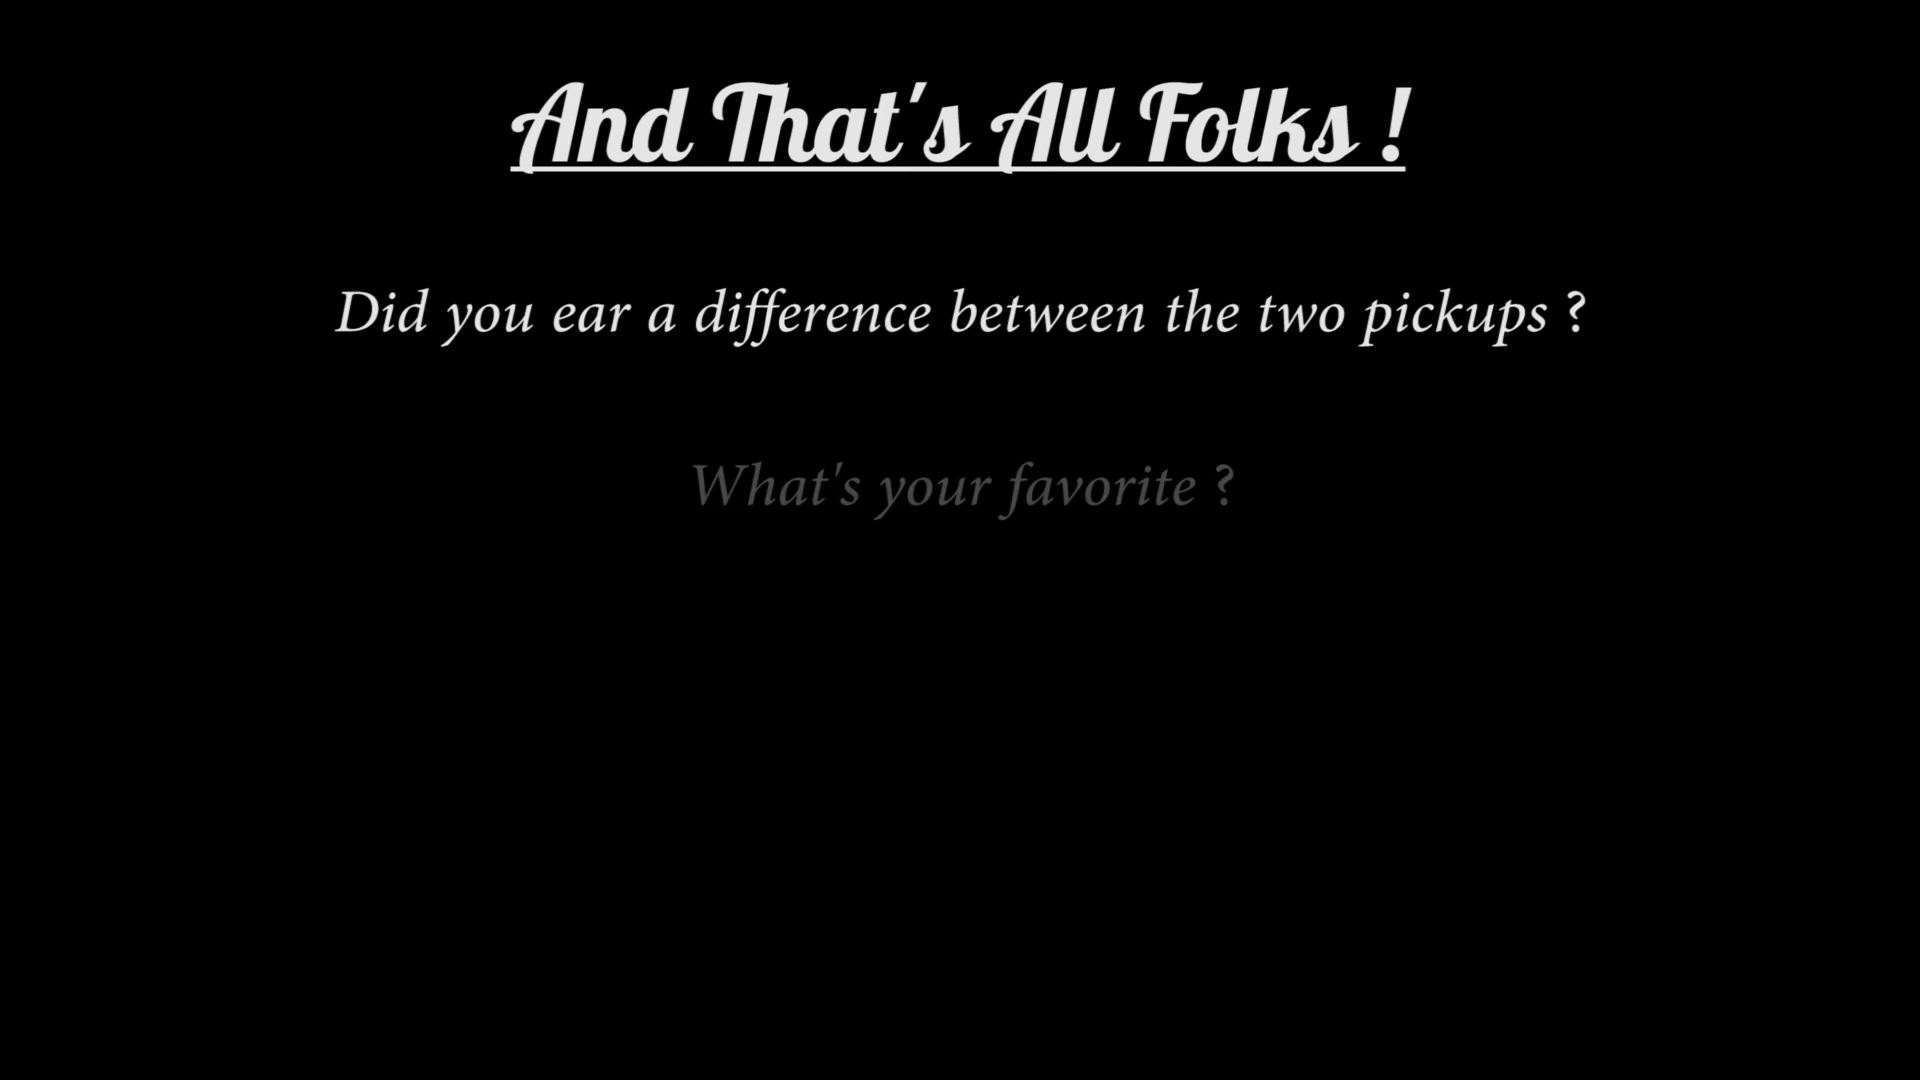 And That's All Folks !
Did you ear a difference between the two pickups ?
What's your favorite ?